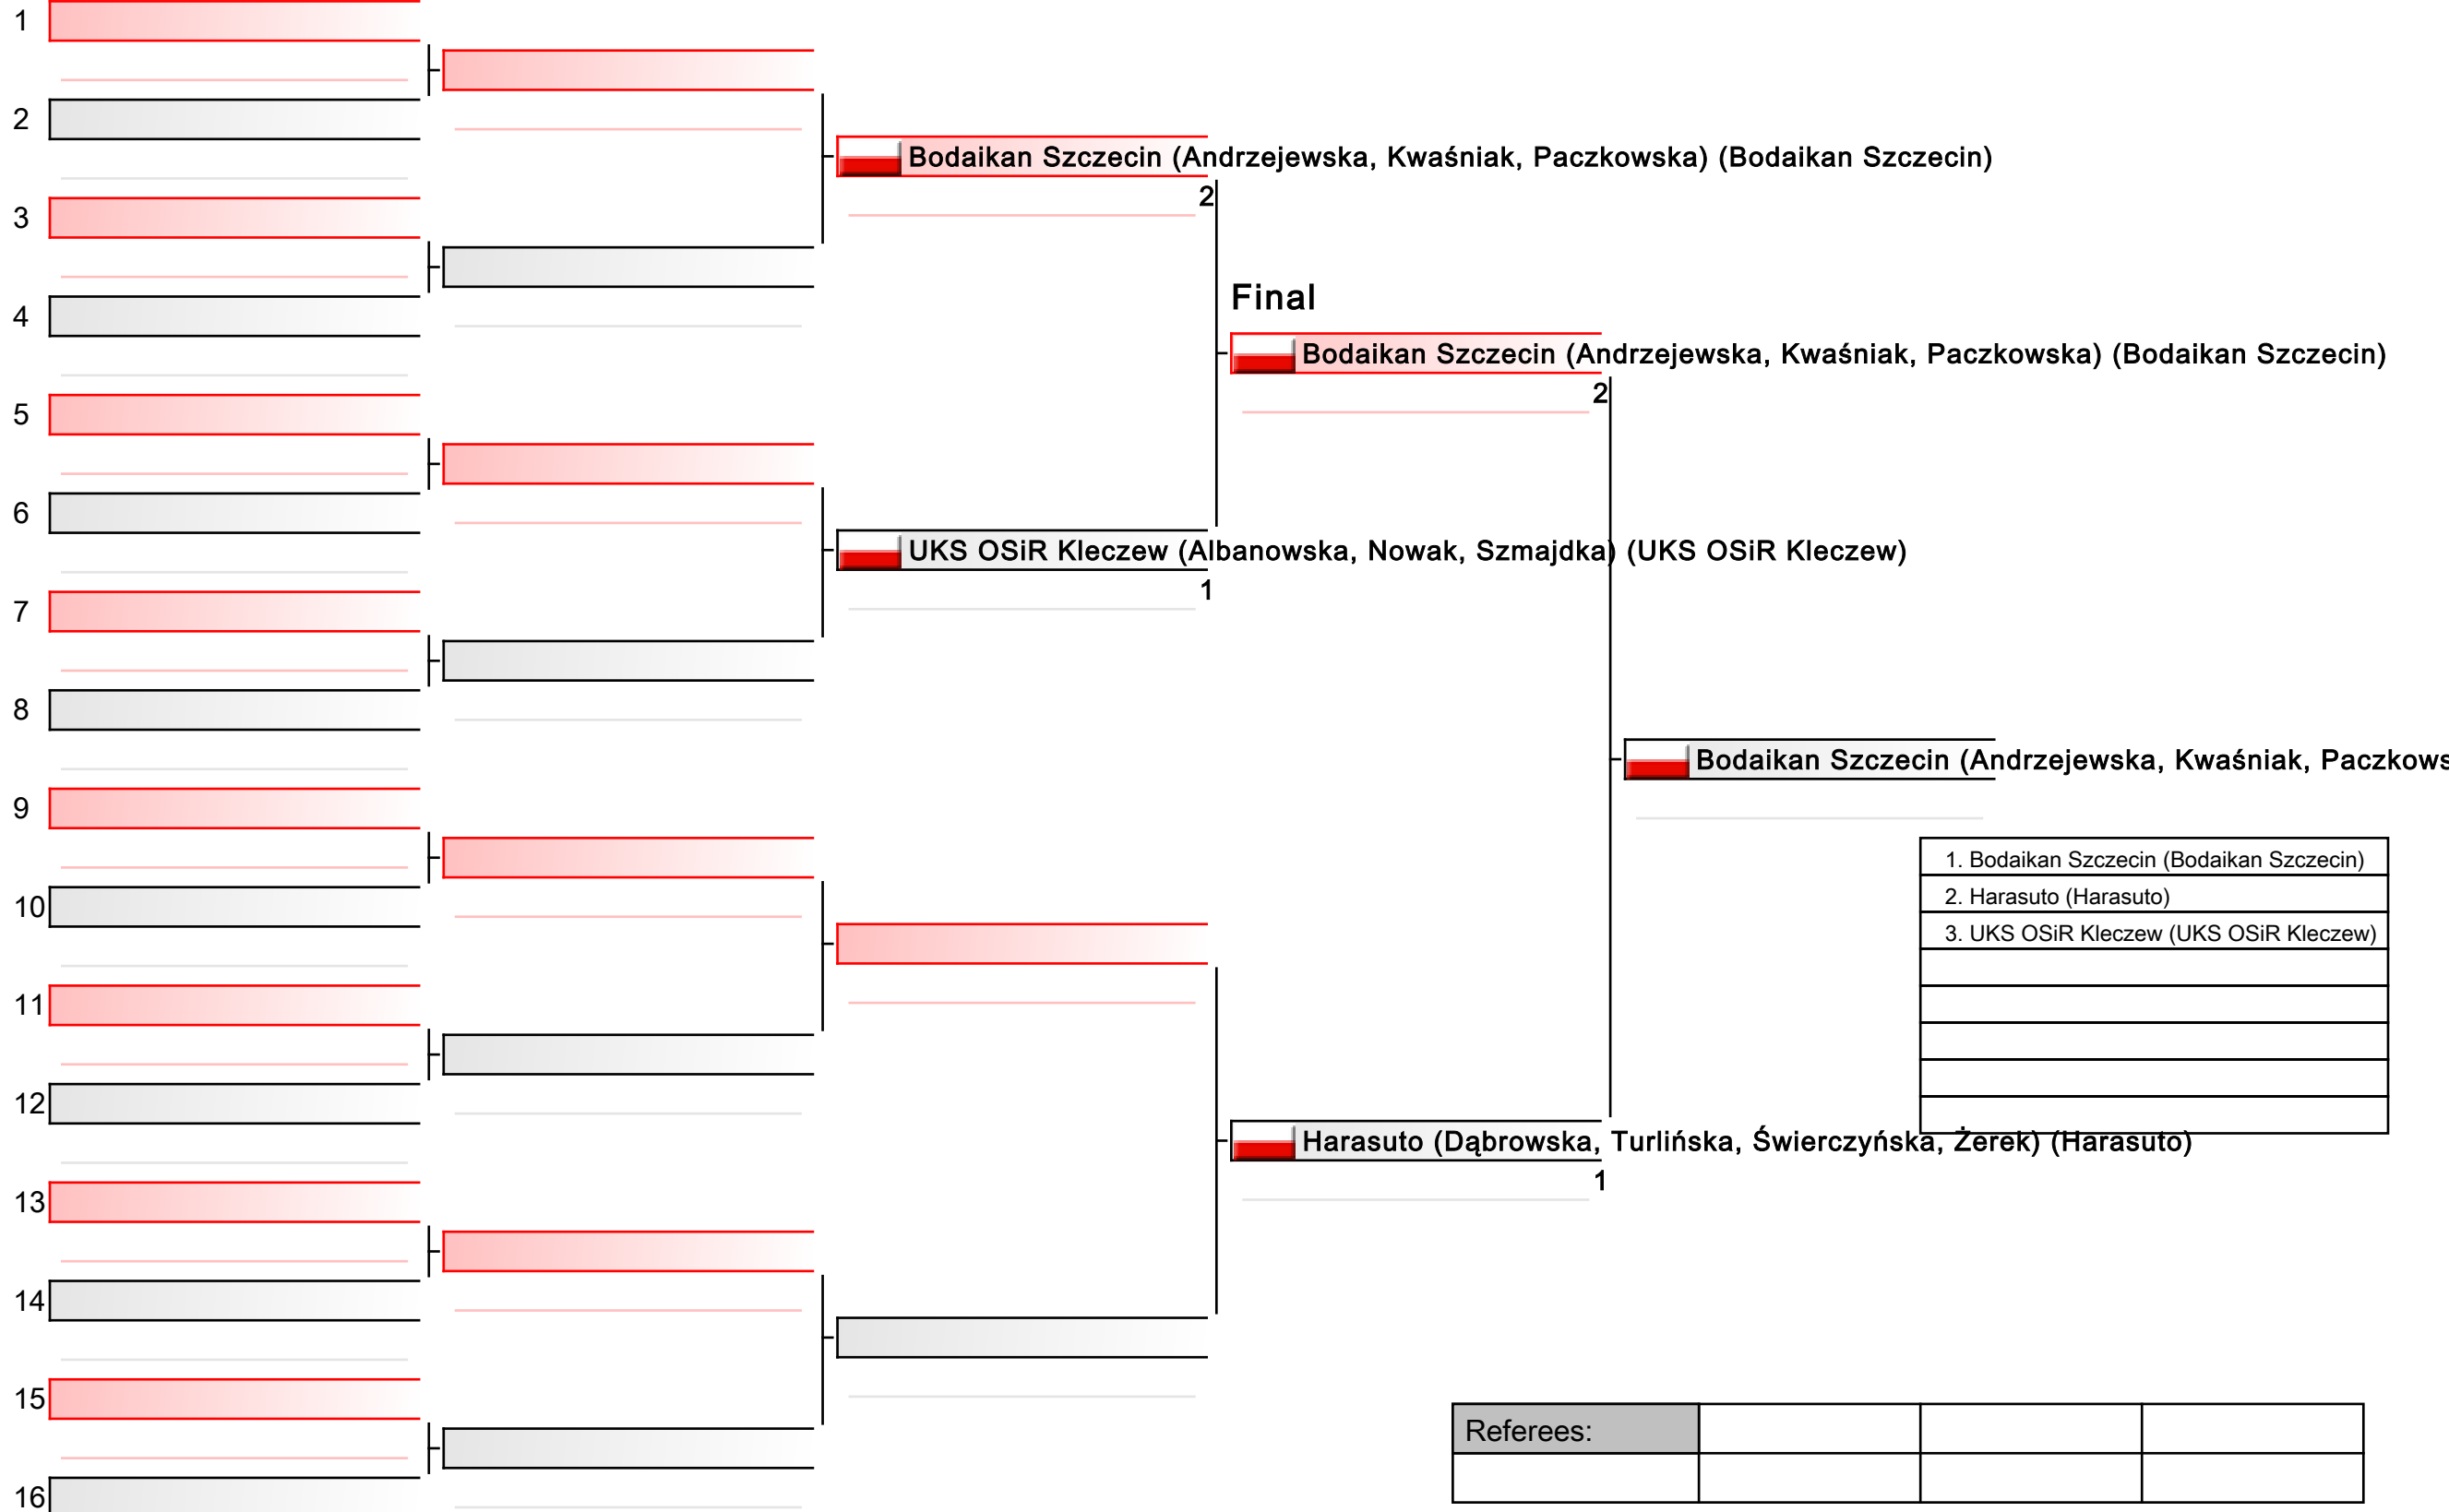 1
2
Bodaikan Szczecin (Andrzejewska, Kwaśniak, Paczkowska) (Bodaikan Szczecin)
2
3
Final
4
Bodaikan Szczecin (Andrzejewska, Kwaśniak, Paczkowska) (Bodaikan Szczecin)
2
5
6
UKS OSiR Kleczew (Albanowska, Nowak, Szmajdka) (UKS OSiR Kleczew)
1
7
8
Bodaikan Szczecin (Andrzejewska, Kwaśniak, Paczkows
9
1. Bodaikan Szczecin (Bodaikan Szczecin)
2. Harasuto (Harasuto)
10
3. UKS OSiR Kleczew (UKS OSiR Kleczew)
11
12
Harasuto (Dąbrowska, Turlińska, Świerczyńska, Żerek) (Harasuto)
1
13
14
15
Referees:
16